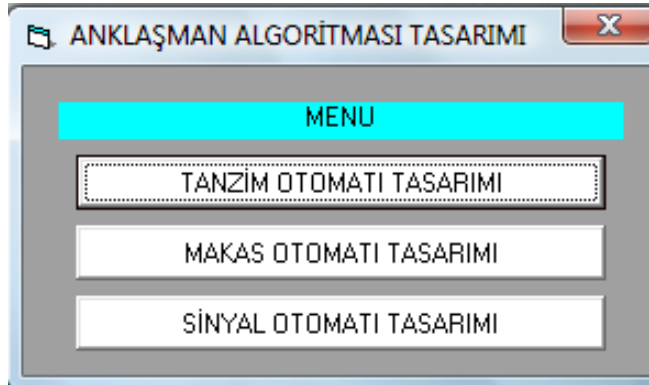 ANKLAŞMAN ALGORİTMASI TASARIMI
MENU
TANZİM OTOMATI TASARIMI
MAKAS OTOMATI TASARIMI
SİNYAL OTOMATI TASARIMI